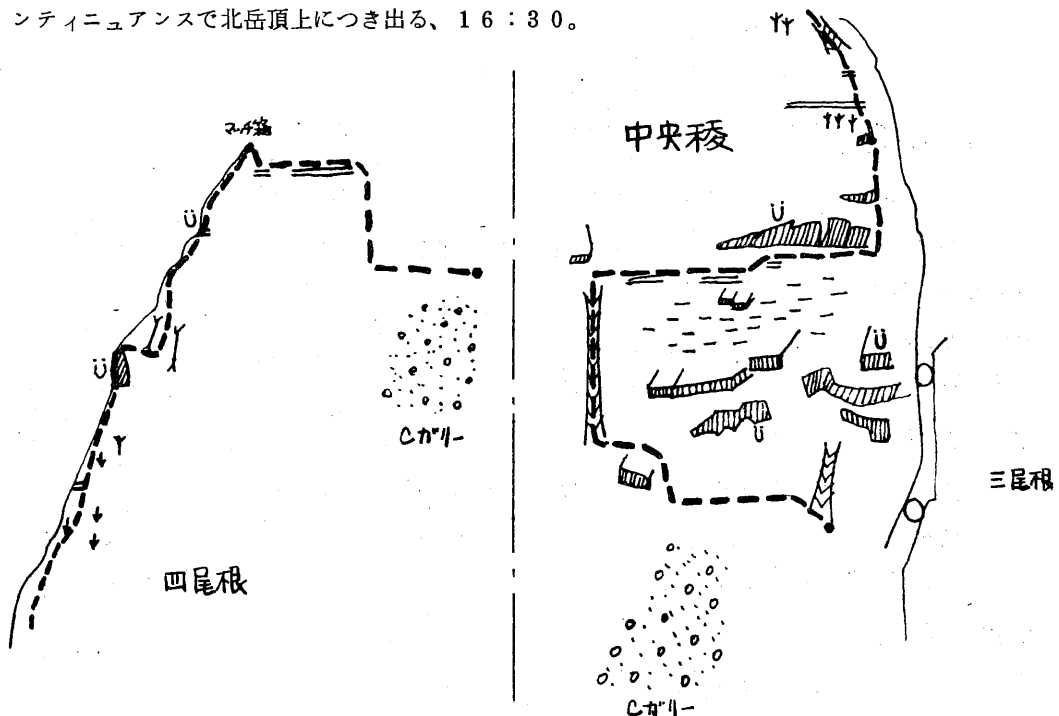 ンティニュアンスで北岳頂上につき出る、16:30。
マッチ箱
中央稜
Ü
Ü
Ü
Ü
Ü
Cガリー
三尾根
四尾根
Cガリー